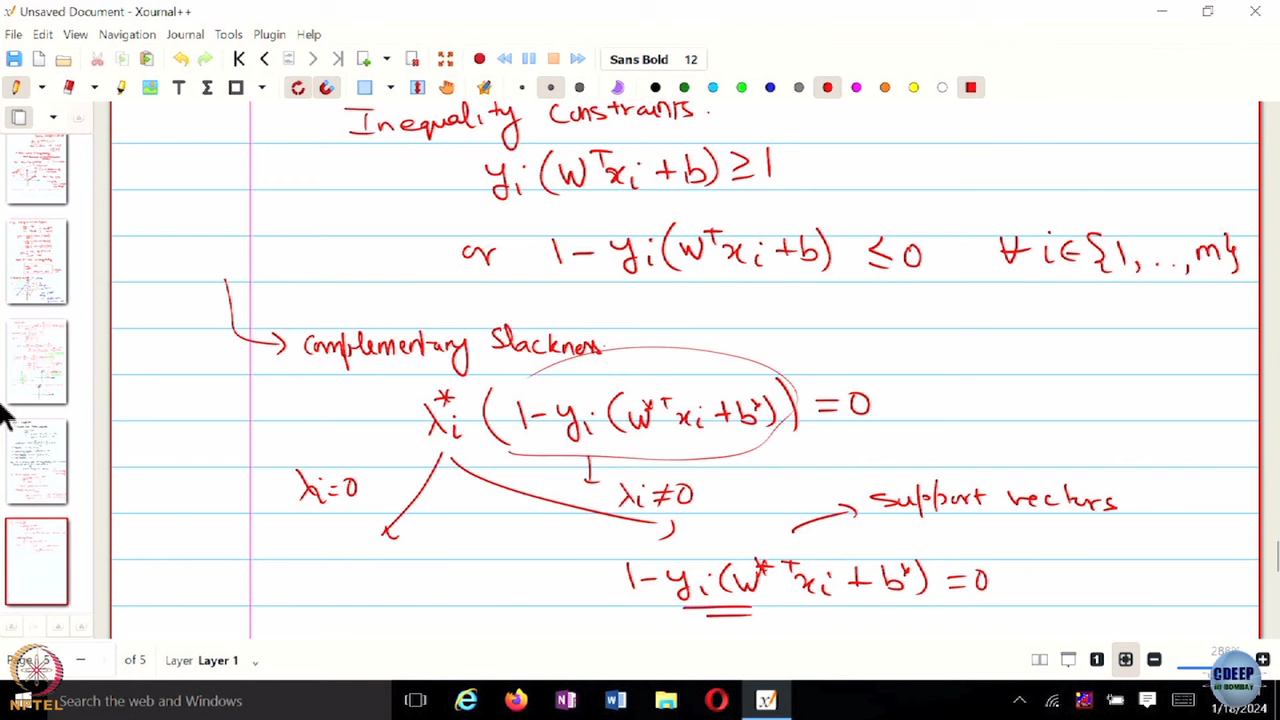 Unsaved Document - Xournal++
File Edit View Navigation Journal Tools Plugin Help
Sans Bold 12
Inequality Constraints.
yᵢ(Wᵀxᵢ + b) ≥ 1
or 1 - yᵢ(Wᵀxᵢ + b) ≤ 0 ∀ i ∈ {1, .., m}
Complementary Slackness.
λᵢ* (1 - yᵢ (w*ᵀxᵢ + b*)) = 0
λᵢ = 0
λᵢ ≠ 0
support vectors
1 - yᵢ(w*ᵀxᵢ + b*) = 0
Page 5 of 5 Layer Layer 1
288%
NPTEL
Search the web and Windows
CDEEP
IIT BOMBAY
1/18/2024